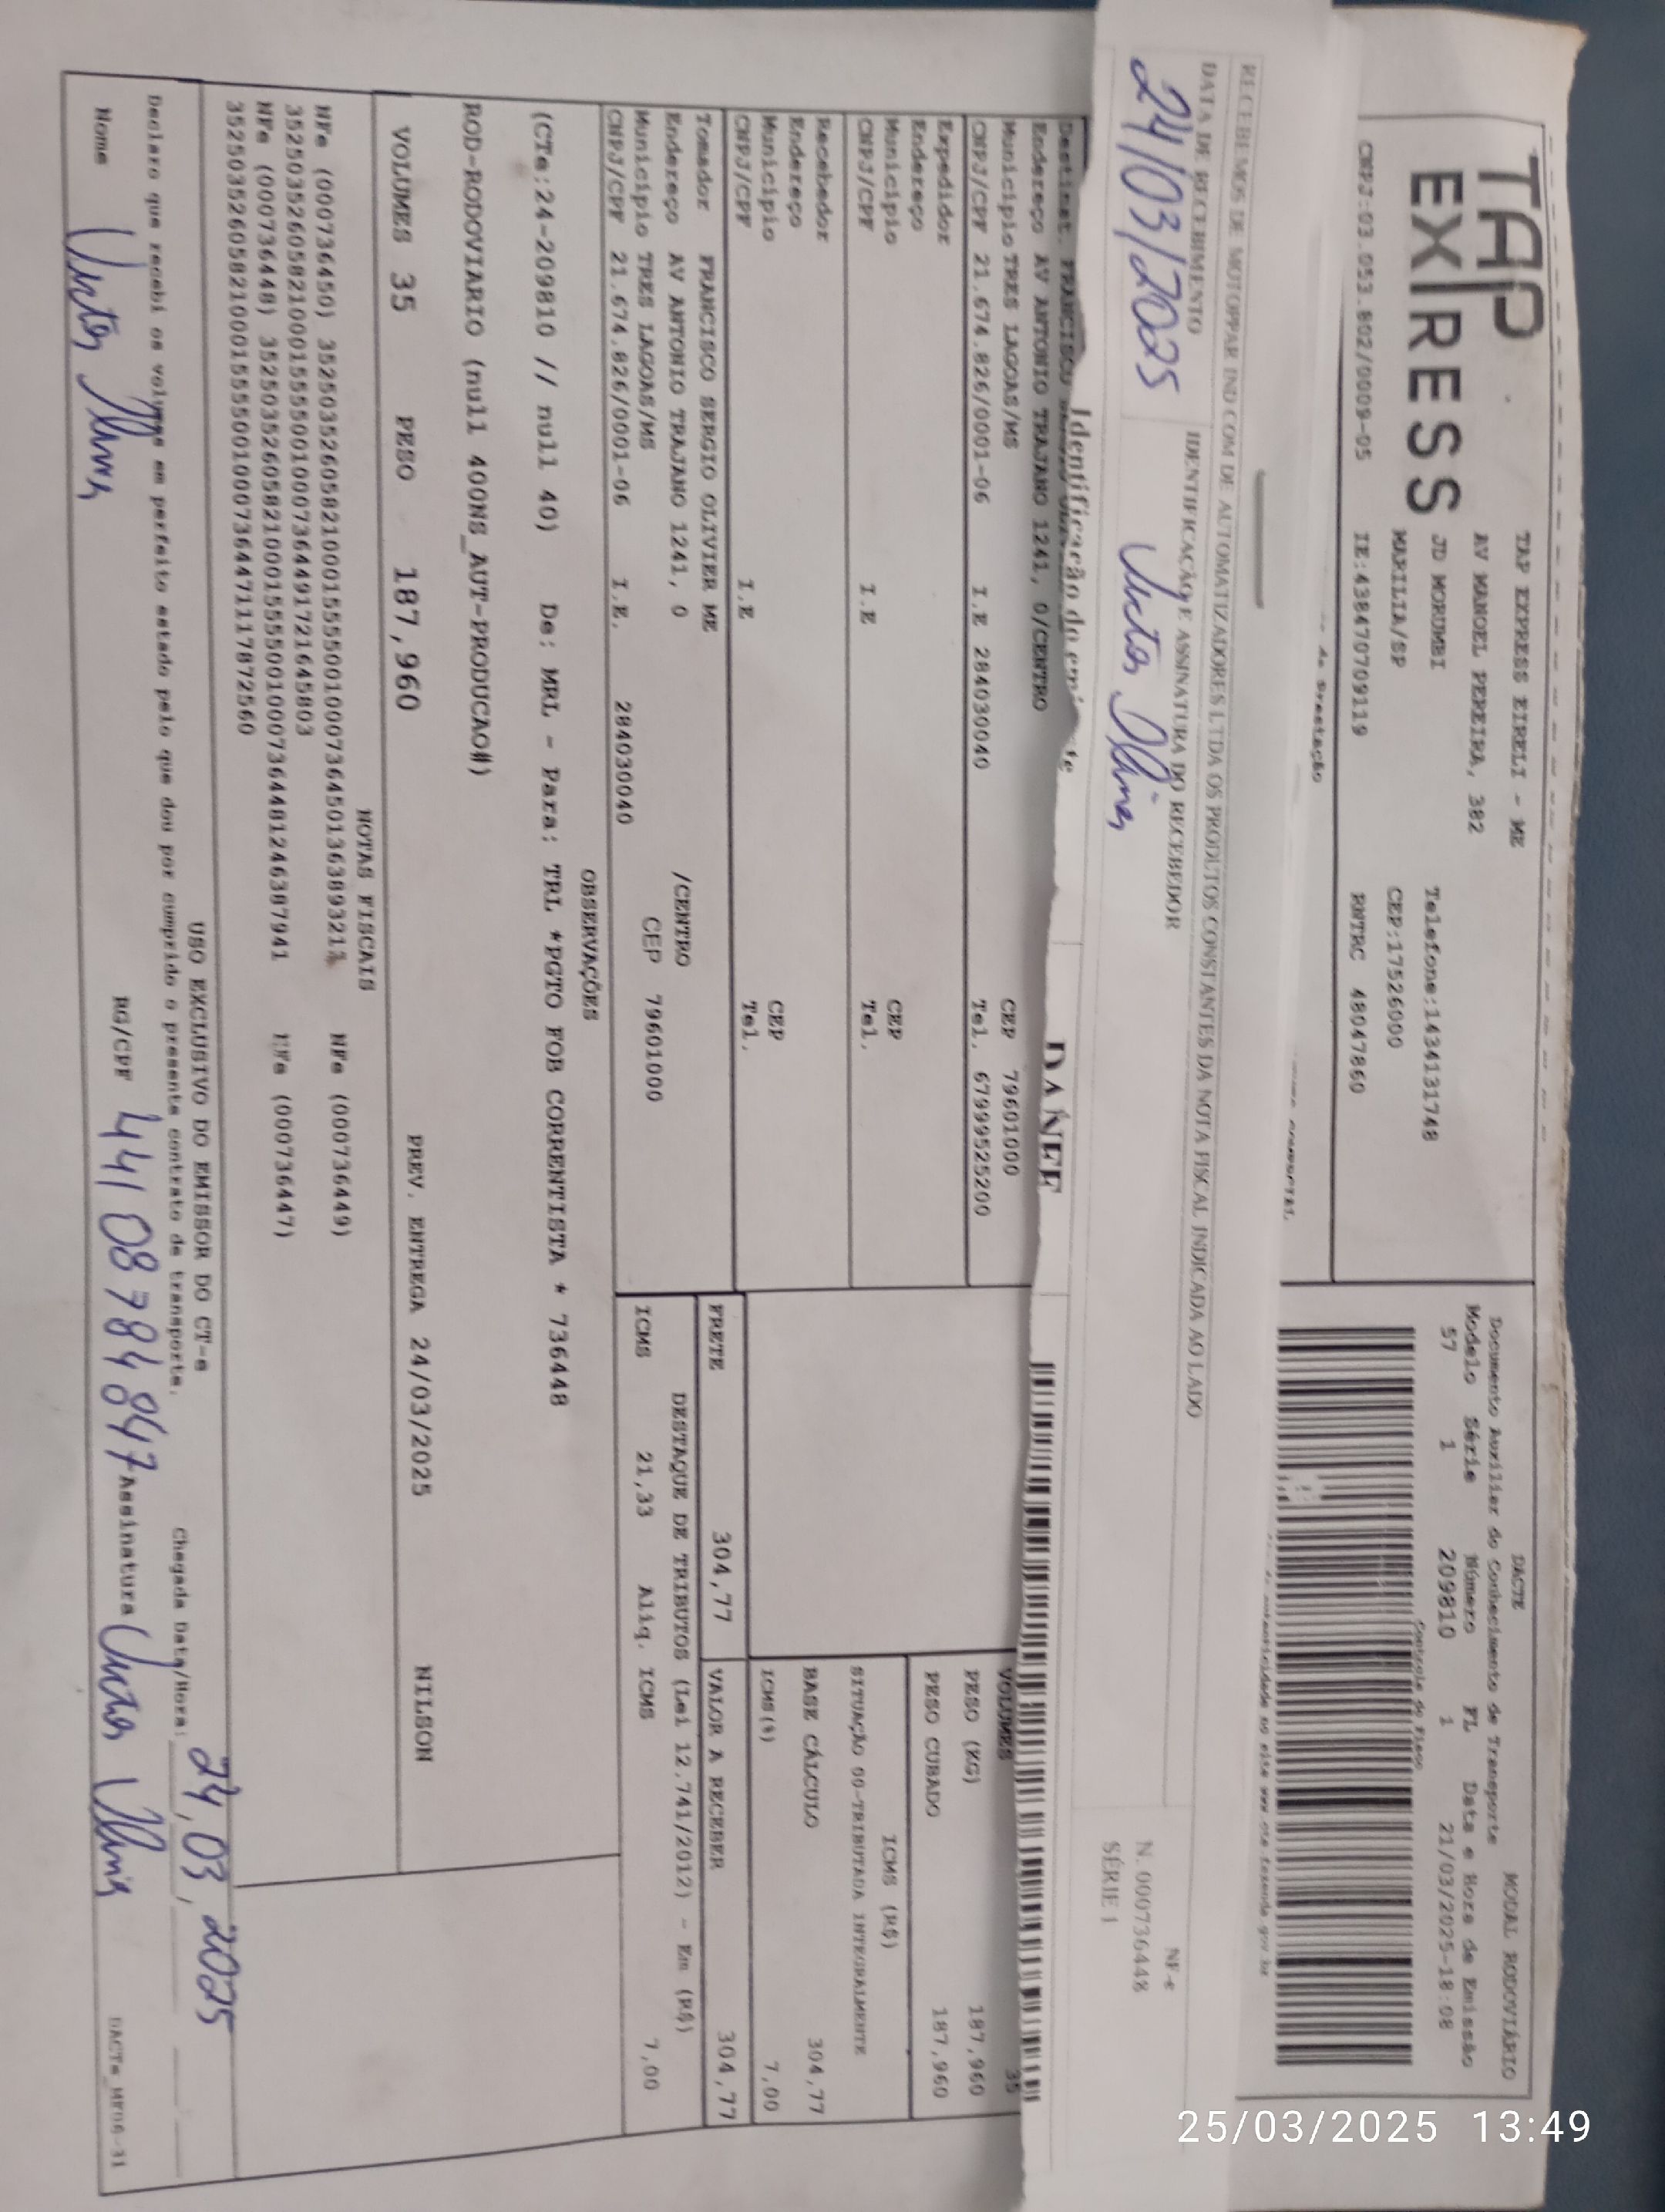 TAP
EXPRESS
TAP EXPRESS EIRELI - ME
AV MANOEL PEREIRA, 382
JD MORUMBI
Telefone:1434131748
MARILIA/SP
CEP:17526000
CNPJ:03.053.802/0009-05
IE:438470709119
RNTRC 48047860
DACTE
MODAL RODOVIÁRIO
Documento Auxiliar do Conhecimento de Transporte
Modelo Série Número FL Data e Hora de Emissão
57 1 209810 1 21/03/2025-18:08
Controle do Fisco
da Prestação
RECEBEMOS DE MOTOPPAR IND COM DE AUTOMATIZADORES LTDA OS PRODUTOS CONSTANTES DA NOTA FISCAL INDICADA AO LADO
DATA DE RECEBIMENTO
IDENTIFICAÇÃO E ASSINATURA DO RECEBEDOR
24/03/2025
NF-e
N. 000736448
SÉRIE 1
Identificação do emitente
DANFE
Destinat. FRANCISCO
Endereço AV ANTONIO TRAJANO 1241, 0/CENTRO
Município TRES LAGOAS/MS
CEP 79601000
CNPJ/CPF 21.674.826/0001-06
I.E 284030040
Tel. 67999525200
Expedidor
Endereço
Município
CEP
CNPJ/CPF
I.E
Tel.
Recebedor
Endereço
Município
CEP
CNPJ/CPF
I.E
Tel.
Tomador FRANCISCO SERGIO OLIVIER ME
Endereço AV ANTONIO TRAJANO 1241, 0
/CENTRO
Município TRES LAGOAS/MS
CEP 79601000
CNPJ/CPF 21.674.826/0001-06
I.E. 284030040
VOLUMES 35
PESO (KG) 187,960
PESO CUBADO 187,960
ICMS (R$)
SITUAÇÃO 00-TRIBUTADA INTEGRALMENTE
BASE CÁLCULO 304,77
ICMS(%) 7,00
FRETE 304,77
VALOR A RECEBER 304,77
DESTAQUE DE TRIBUTOS (Lei 12.741/2012) - Em (R$)
ICMS 21,33 Alíq. ICMS 7,00
OBSERVAÇÕES
(CTe:24-209810 // null 40) De: MRL - Para: TRL *PGTO FOB CORRENTISTA * 736448
ROD-RODOVIARIO (null 400NS_AUT-PRODUCAO#)
VOLUMES 35 PESO 187,960 PREV. ENTREGA 24/03/2025 NILSON
NOTAS FISCAIS
NFe (000736450)
NFe (000736449)
35250352605821000155550010007364491721645803
NFe (000736448) 35250352605821000155550010007364481246387941 NFe (000736447)
35250352605821000155550010007364471117872560
USO EXCLUSIVO DO EMISSOR DO CT-e
Declaro que recebi os volumes em perfeito estado pelo que dou por cumprido o presente contrato de transporte.
Chegada Data/Hora: 24,03,2025
Nome
RG/CPF 441 087 84 847
Assinatura
25/03/2025 13:49